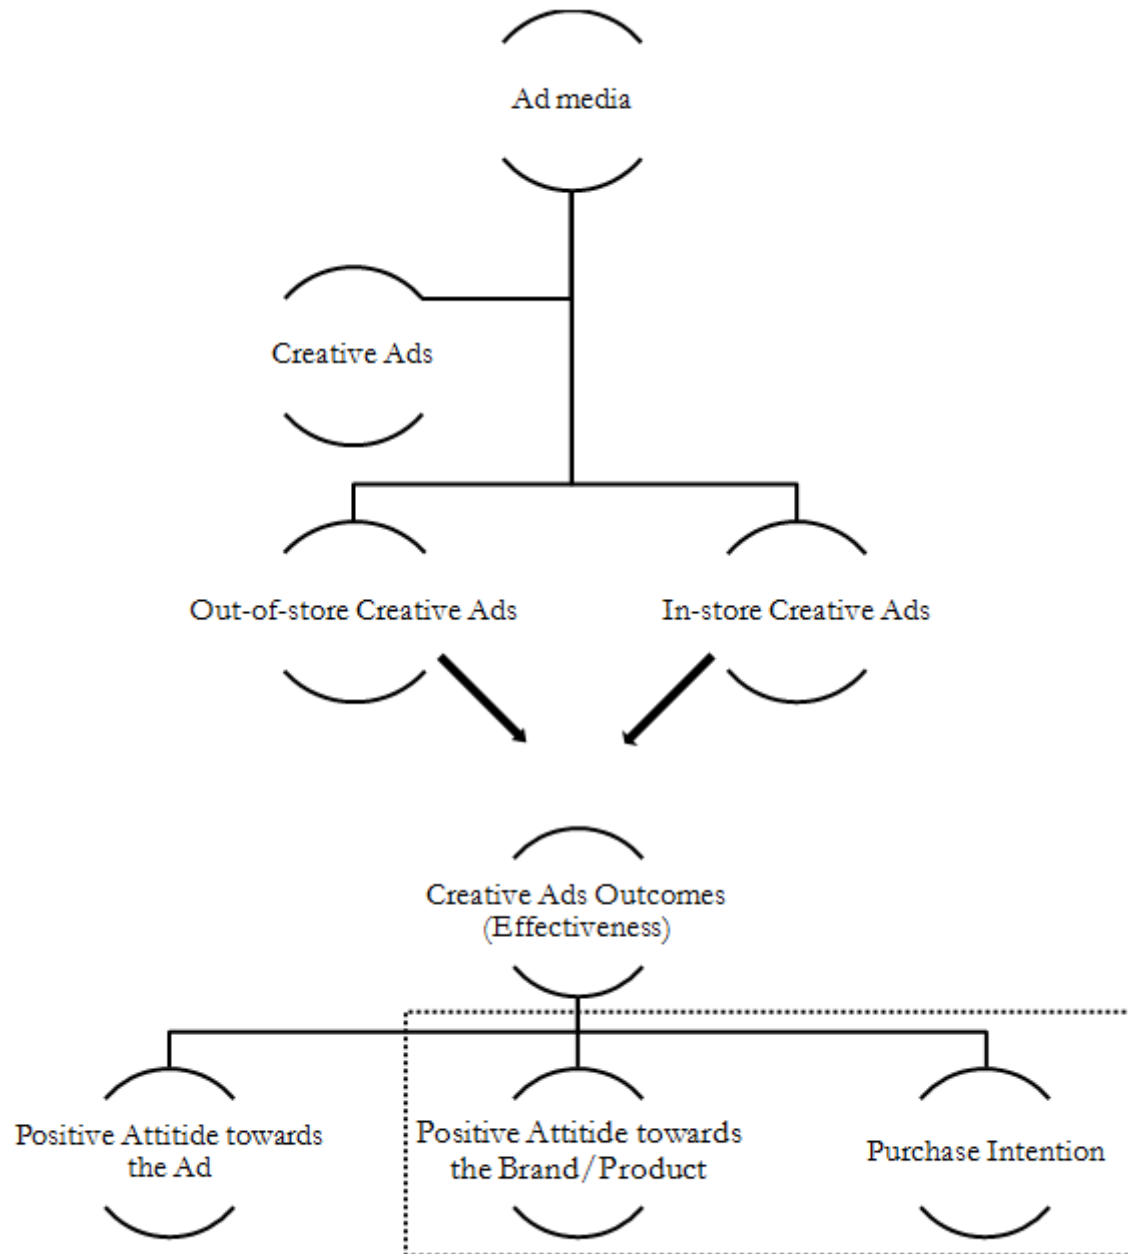 Ad media
Creative Ads
Out-of-store Creative Ads
In-store Creative Ads
Creative Ads Outcomes
(Effectiveness)
Positive Attitide towards
the Ad
Positive Attitide towards
the Brand/Product
Purchase Intention